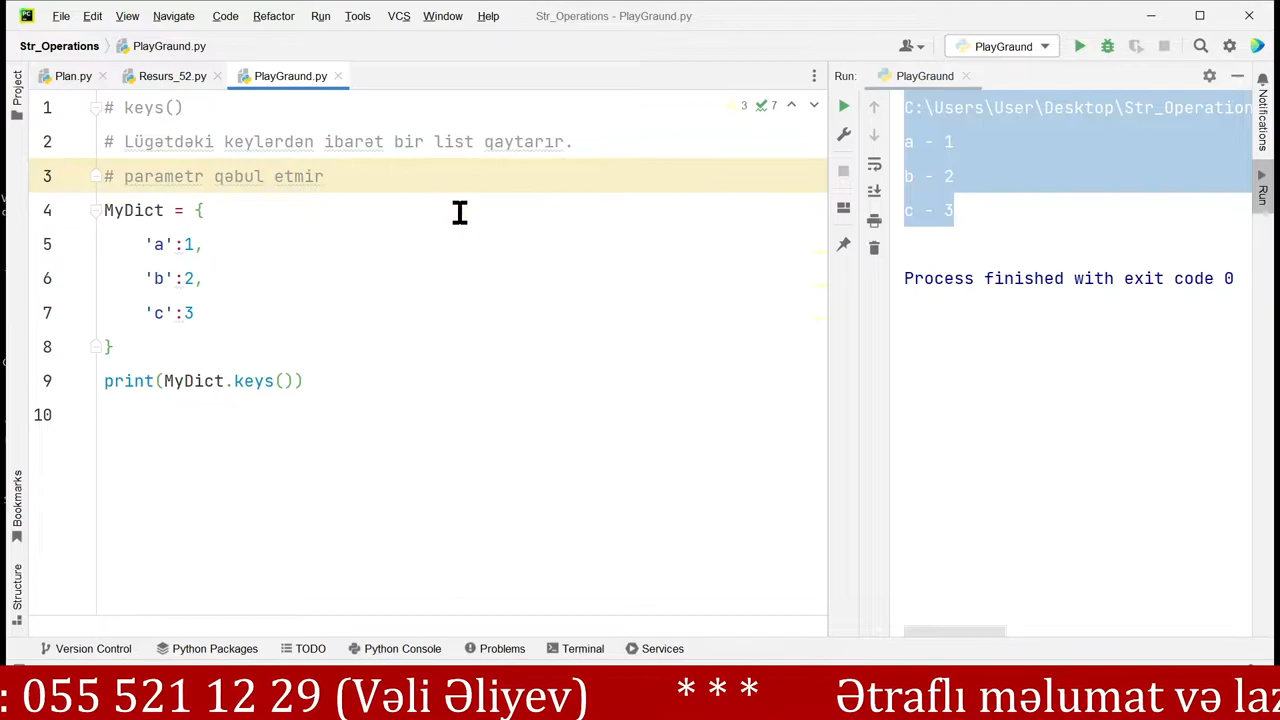 File Edit View Navigate Code Refactor Run Tools VCS Window Help Str_Operations - PlayGraund.py
Str_Operations PlayGraund.py PlayGraund
Project
Plan.py Resurs_52.py PlayGraund.py
3 7
1 # keys()
2 # Lügətdəki keylərdən ibarət bir list qaytarır.
3 # parametr qəbul etmir
4 MyDict = {
5 'a':1,
6 'b':2,
7 'c':3
8 }
9 print(MyDict.keys())
10
Run: PlayGraund
C:\Users\User\Desktop\Str_Operation
a - 1
b - 2
c - 3
Process finished with exit code 0
Notifications
Run
Bookmarks
Structure
Version Control Python Packages TODO Python Console Problems Terminal Services
: 055 521 12 29 (Vəli Əliyev) * * * Ətraflı məlumat və laz